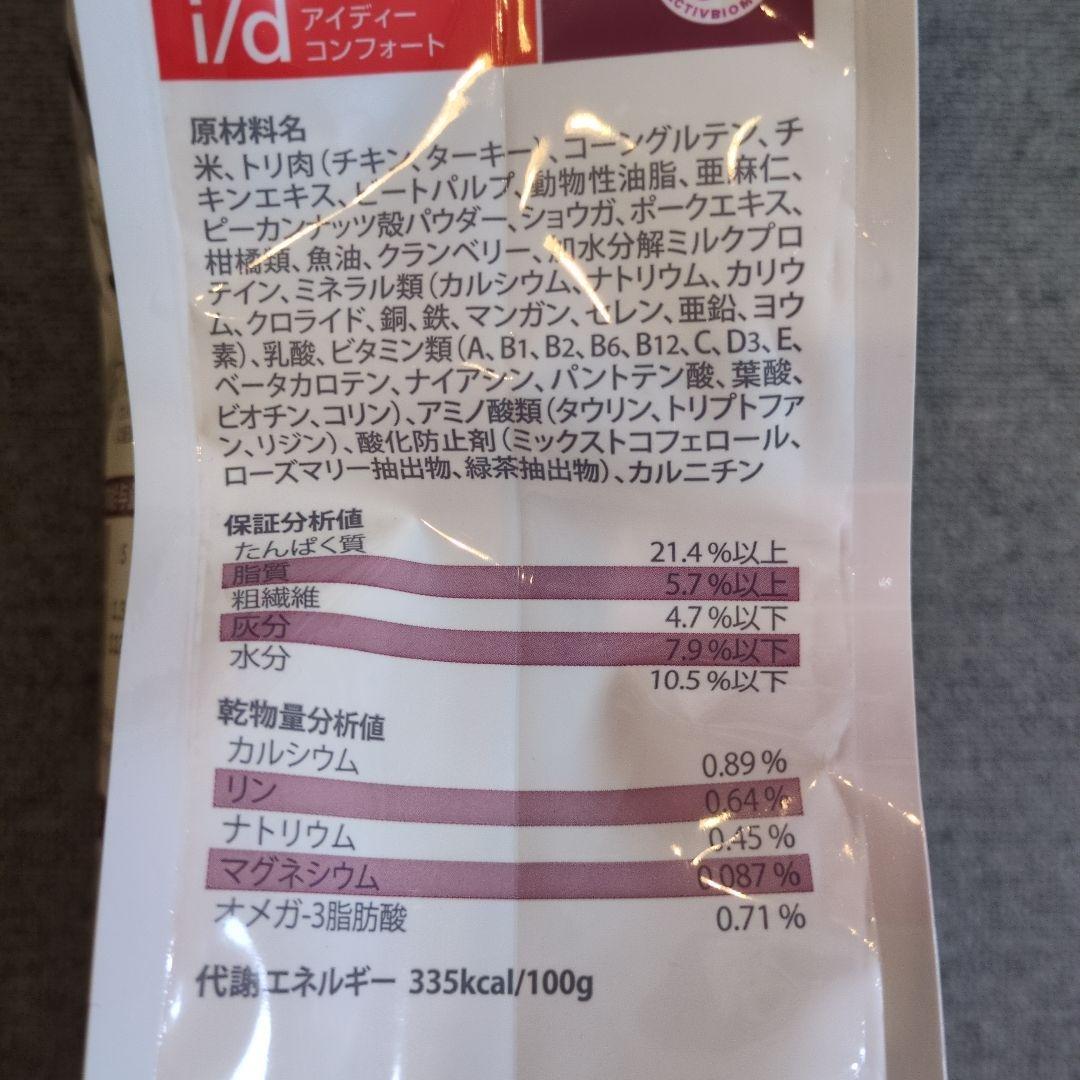 i/d
アイディー
コンフォート
CTIVBIOM
原材料名
米、トリ肉(チキン、ターキー)、コーングルテン、チ
キンエキス、ビートパルプ、動物性油脂、亜麻仁、
ピーカンナッツ殻パウダー、ショウガ、ポークエキス、
柑橘類、魚油、クランベリー、加水分解ミルクプロ
テイン、ミネラル類(カルシウム、ナトリウム、カリウ
ム、クロライド、銅、鉄、マンガン、セレン、亜鉛、ヨウ
素)、乳酸、ビタミン類(A、B1、B2、B6、B12、C、D3、E、
ベータカロテン、ナイアシン、パントテン酸、葉酸、
ビオチン、コリン)、アミノ酸類(タウリン、トリプトファ
ン、リジン)、酸化防止剤(ミックストコフェロール、
ローズマリー抽出物、緑茶抽出物)、カルニチン
保証分析値
たんぱく質 21.4%以上
脂質 5.7%以上
粗繊維 4.7%以下
灰分 7.9%以下
水分 10.5%以下
乾物量分析値
カルシウム 0.89%
リン 0.64%
ナトリウム 0.45%
マグネシウム 0.087%
オメガ-3脂肪酸 0.71%
代謝エネルギー 335kcal/100g